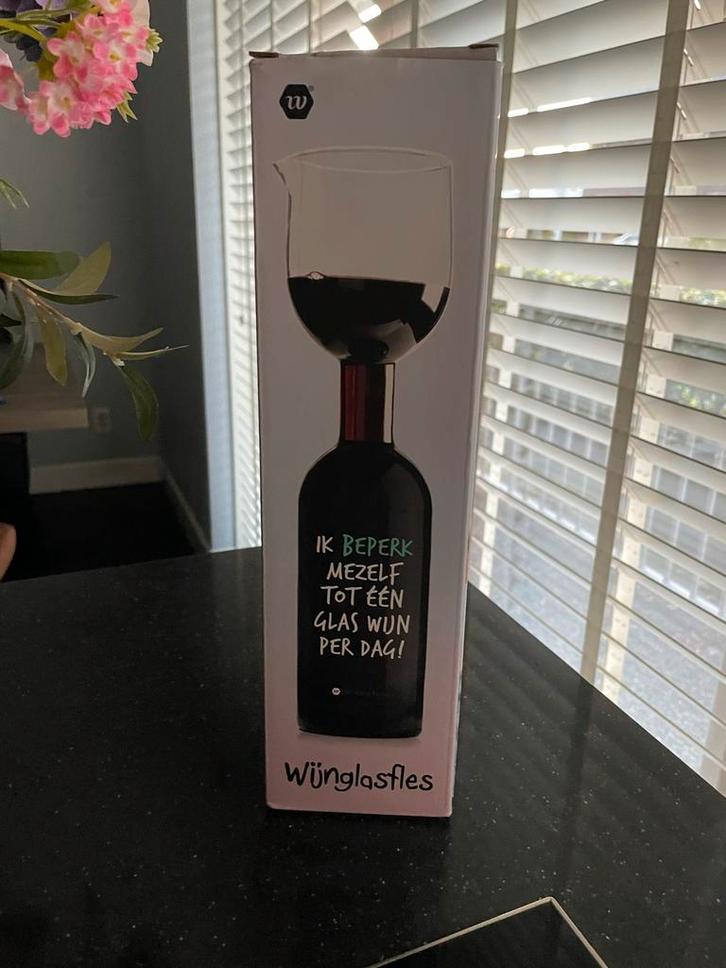 w
IK BEPERK
MEZELF
TOT ÉÉN
GLAS WIJN
PER DAG!
Wijnglasfles